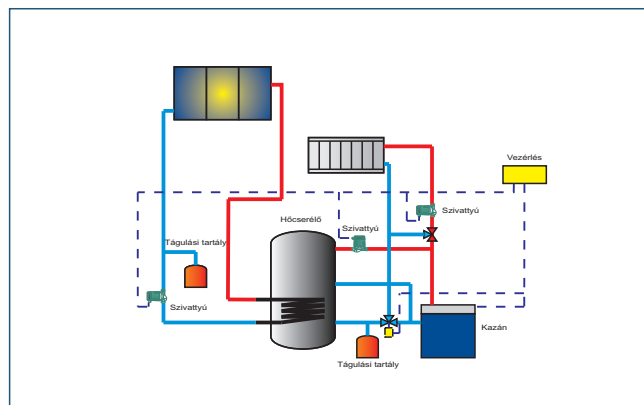 Vezérlés
Szivattyú
Hőcserélő
Szivattyú
Tágulási tartály
Szivattyú
Kazán
Tágulási tartály